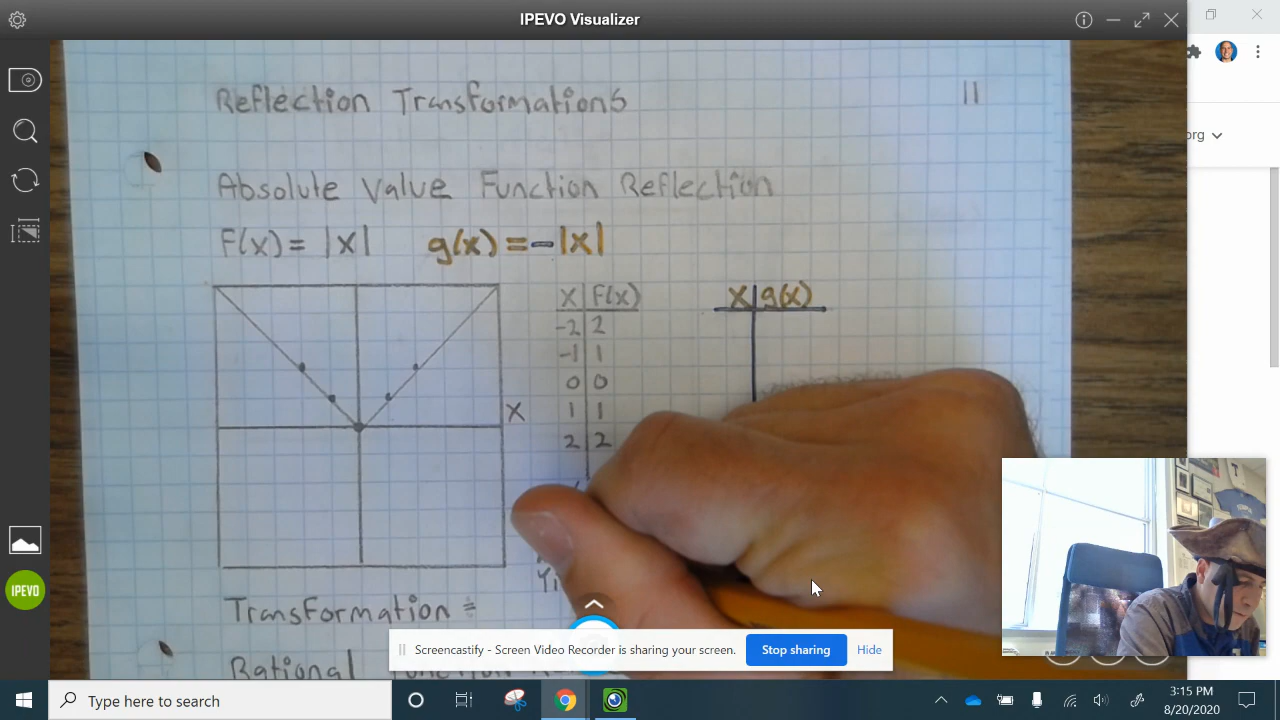 IPEVO Visualizer
Reflection Transformations
11
org
Absolute Value Function Reflection
F(x) = |x| g(x) = -|x|
x F(x)
-2 2
-1 1
0 0
1 1
2 2
x g(x)
X
IPEVO
Transformation =
Screencastify - Screen Video Recorder is sharing your screen.
Stop sharing
Hide
Rational Function
Type here to search
3:15 PM
8/20/2020